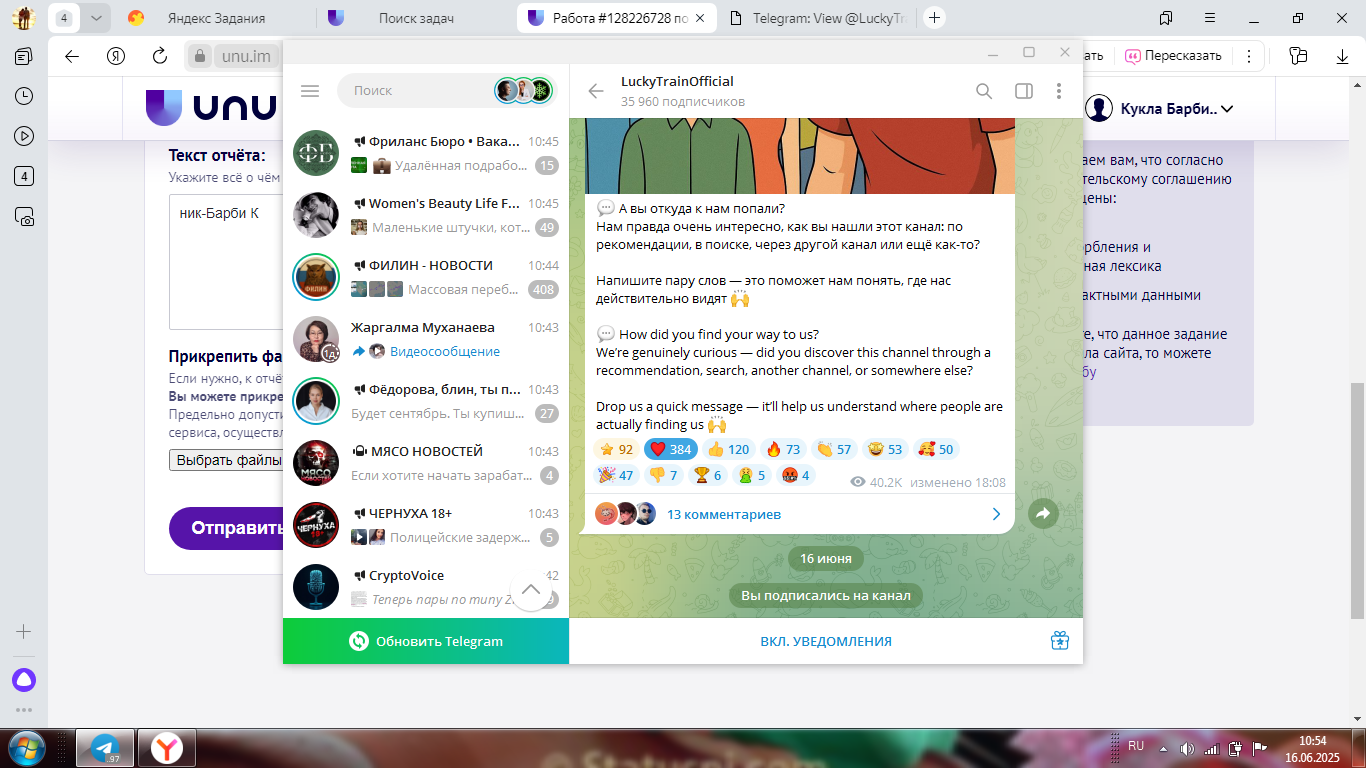 4
Яндекс Задания
Поиск задач
Работа #128226728 по
Telegram: View @LuckyTr
unu.im
ать
Пересказать
4
unu
Кукла Барби..
Текст отчёта:
Укажите всё о чём
ник-Барби К
Прикрепить фа
Если нужно, к отчё
Вы можете прикре
Предельно допусти
сервиса, осуществл
Выбрать файлы
Отправить
аем вам, что согласно
тельскому соглашению
цены:
орбления и
ная лексика
актными данными
е, что данное задание
ла сайта, то можете
бу
Поиск
ФБ
Фриланс Бюро • Вака... 10:45
Удалённая подрабо... 15
Women's Beauty Life F... 10:45
Маленькие штучки, кот... 49
ФИЛИН
ФИЛИН - НОВОСТИ 10:44
Массовая переб... 408
1д
Жаргалма Муханаева 10:43
Видеосообщение
Фёдорова, блин, ты п... 10:43
Будет сентябрь. Ты купиш... 27
МЯСО НОВОСТЕЙ
МЯСО НОВОСТЕЙ 10:43
Если хотите начать зарабат... 4
ЧЕРНУХА
ЧЕРНУХА 18+ 10:43
Полицейские задерж... 5
CryptoVoice 42
Теперь пары по типу
Обновить Telegram
LuckyTrainOfficial
35 960 подписчиков
А вы откуда к нам попали?
Нам правда очень интересно, как вы нашли этот канал: по
рекомендации, в поиске, через другой канал или ещё как-то?
Напишите пару слов — это поможет нам понять, где нас
действительно видят
How did you find your way to us?
We’re genuinely curious — did you discover this channel through a
recommendation, search, another channel, or somewhere else?
Drop us a quick message — it’ll help us understand where people are
actually finding us
92 384 120 73 57 53 50
47 7 6 5 4 40.2K изменено 18:08
13 комментариев
16 июня
Вы подписались на канал
ВКЛ. УВЕДОМЛЕНИЯ
..97
RU
10:54
16.06.2025